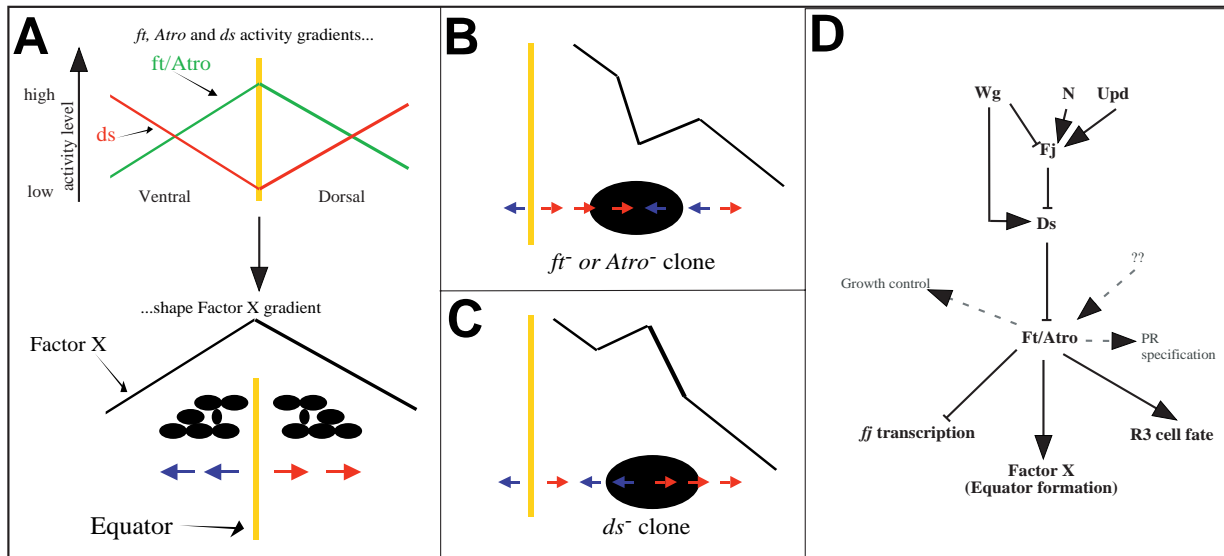 A
ft, Atro and ds activity gradients...
ft/Atro
high
activity level
ds
low
Ventral
Dorsal
...shape Factor X gradient
Factor X
Equator
B
ft- or Atro- clone
C
ds- clone
D
Wg
N
Upd
Fj
Ds
??
Growth control
Ft/Atro
PR
specification
fj transcription
R3 cell fate
Factor X
(Equator formation)